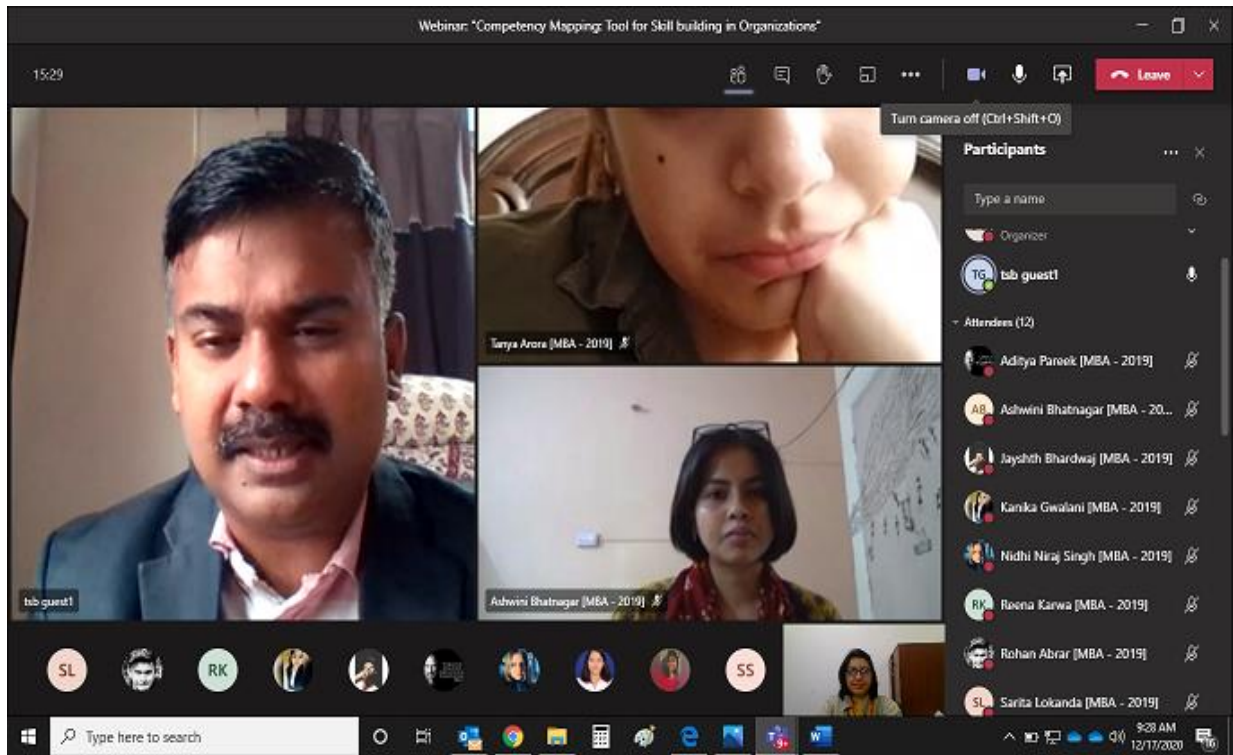 Webinar: "Competency Mapping: Tool for Skill building in Organizations"
15:29
Leave
Turn camera off (Ctrl+Shift+O)
Participants
Type a name
Organizer
TG
tsb guest1
Attendees (12)
Aditya Pareek [MBA - 2019]
AB
Ashwini Bhatnagar [MBA - 20...
Jayshth Bhardwaj [MBA - 2019]
Kanika Gwalani [MBA - 2019]
Nidhi Niraj Singh [MBA - 2019]
RK
Reena Karwa [MBA - 2019]
Rohan Abrar [MBA - 2019]
SL
Sarita Lokanda [MBA - 2019]
Tanya Arora [MBA - 2019]
tsb guest1
Ashwini Bhatnagar [MBA - 2019]
SL
RK
SS
Type here to search
9:28 AM
12/17/2020